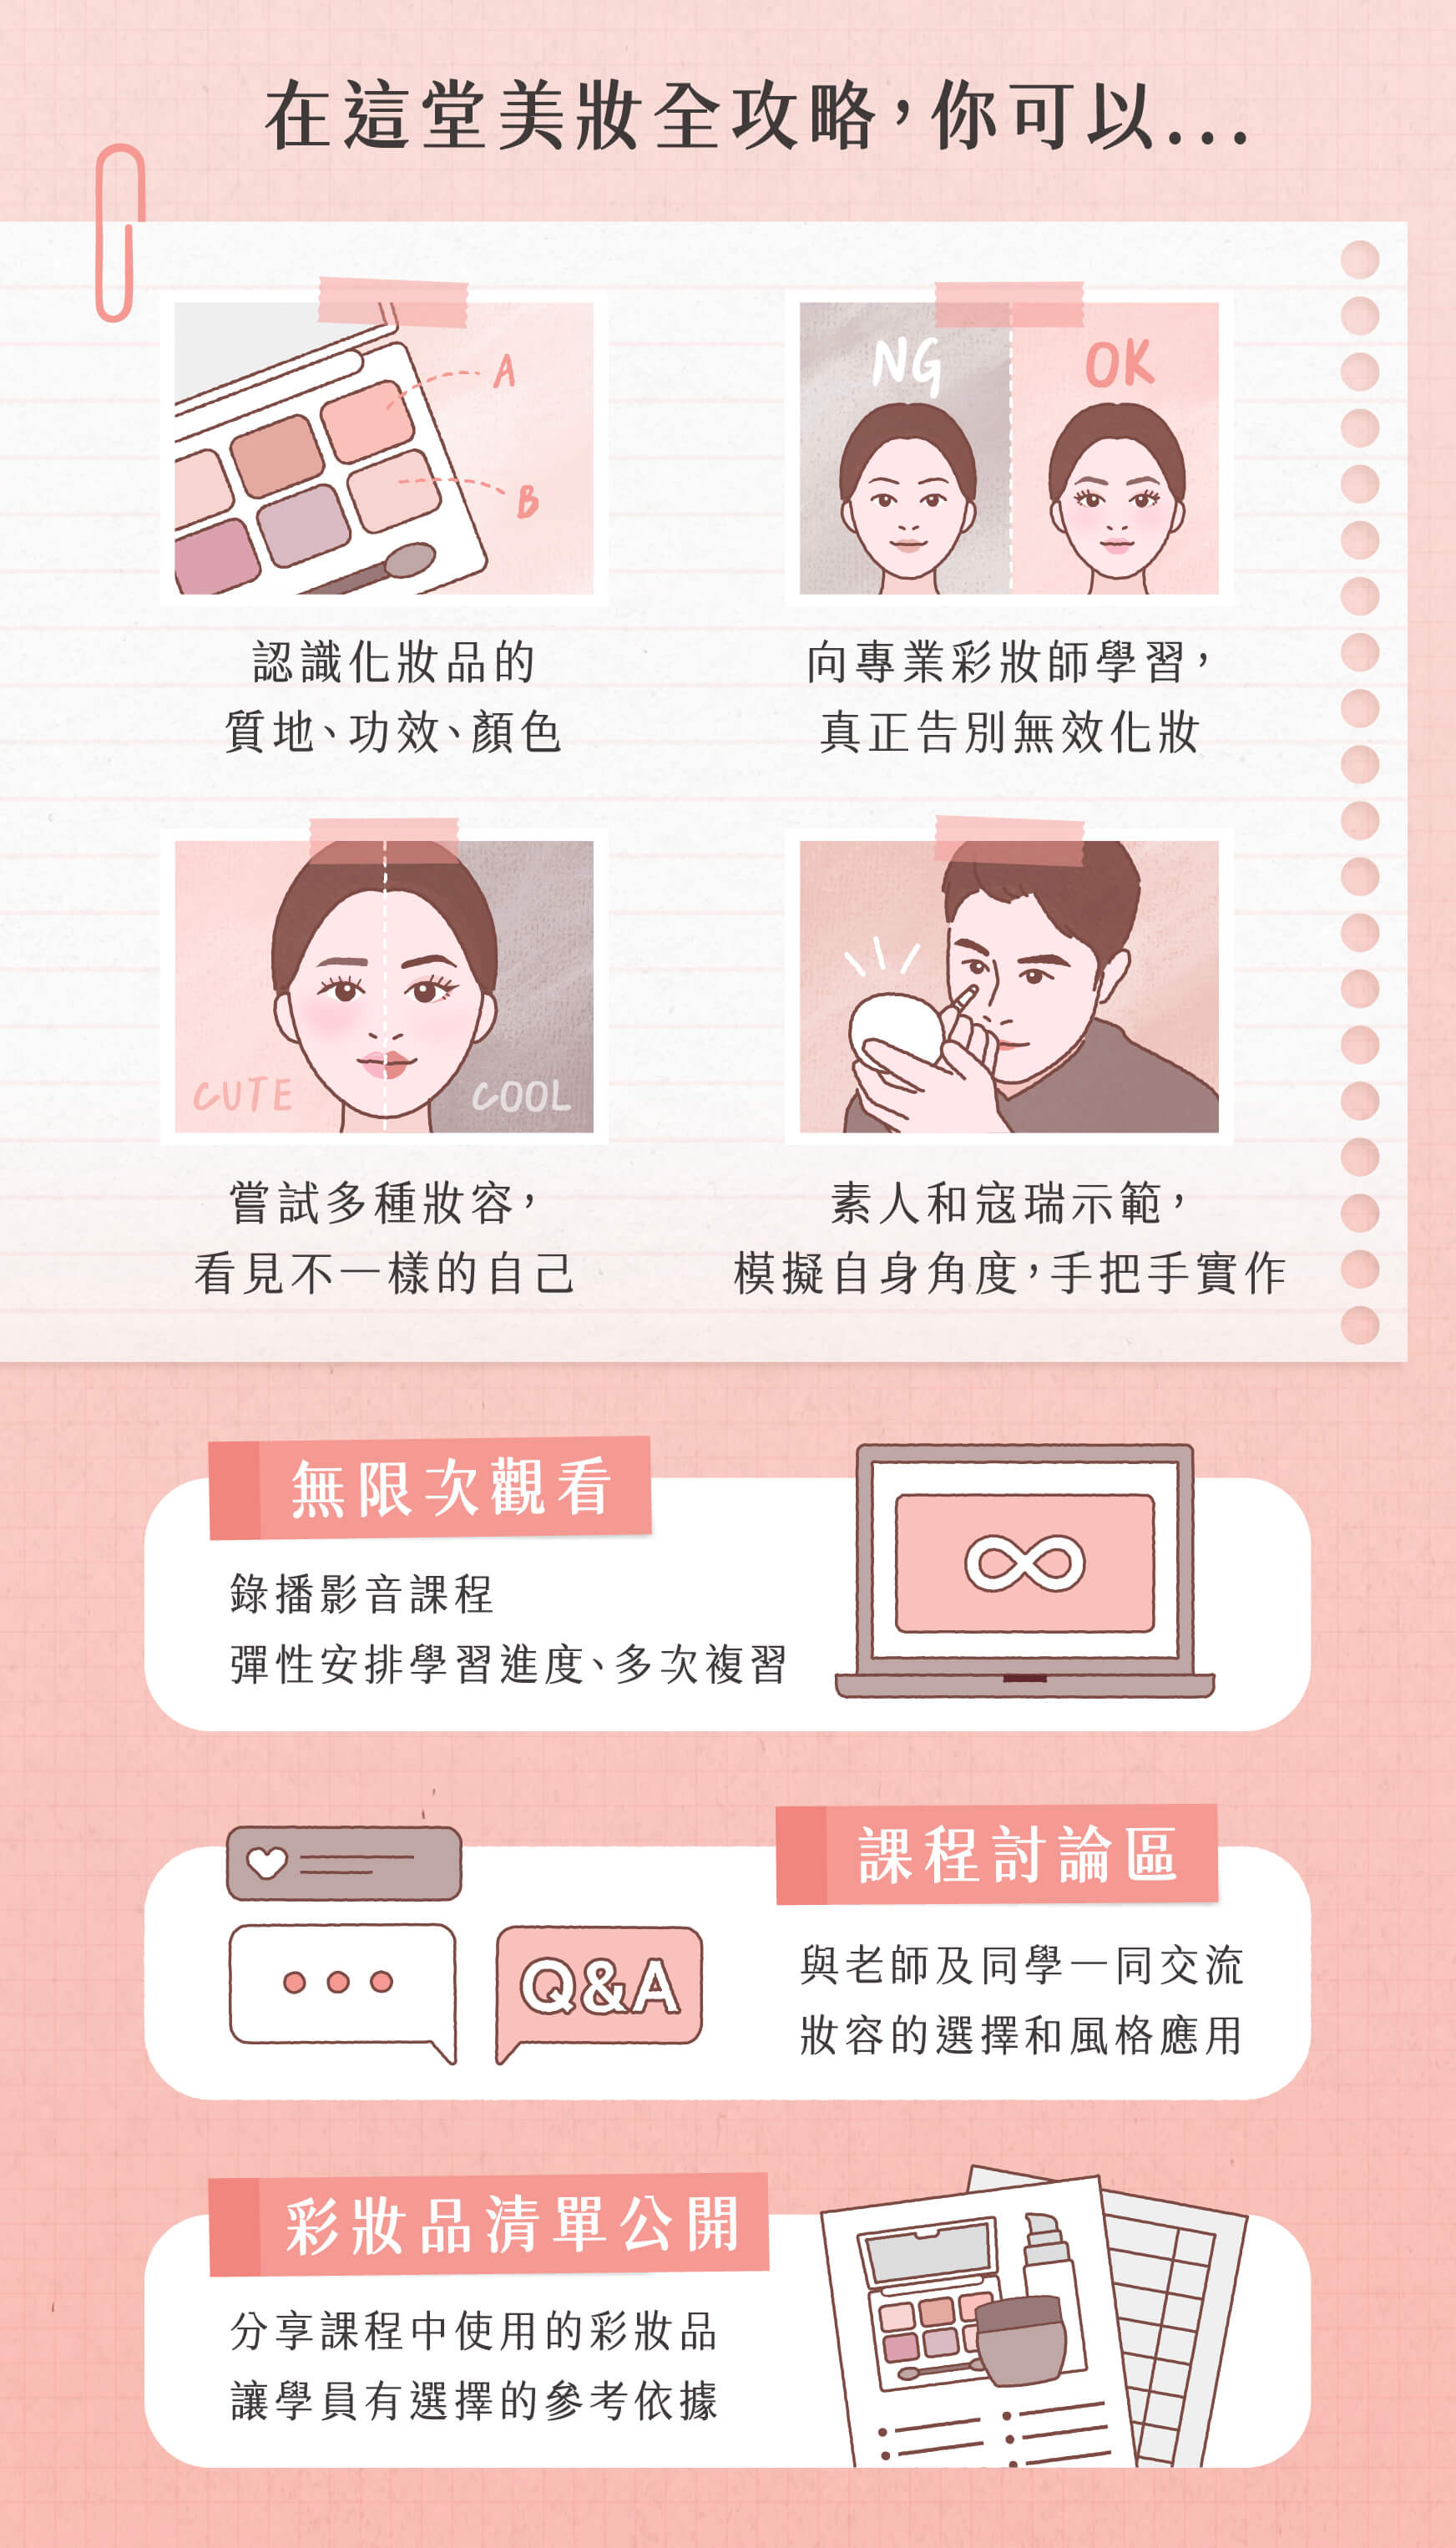 在這堂美妝全攻略，你可以...
A
B
NG
OK
認識化妝品的
質地、功效、顏色
向專業彩妝師學習，
真正告別無效化妝
CUTE
COOL
嘗試多種妝容，
看見不一樣的自己
素人和寇瑞示範，
模擬自身角度，手把手實作
無限次觀看
錄播影音課程
彈性安排學習進度、多次複習
課程討論區
Q&A
與老師及同學一同交流
妝容的選擇和風格應用
彩妝品清單公開
分享課程中使用的彩妝品
讓學員有選擇的參考依據